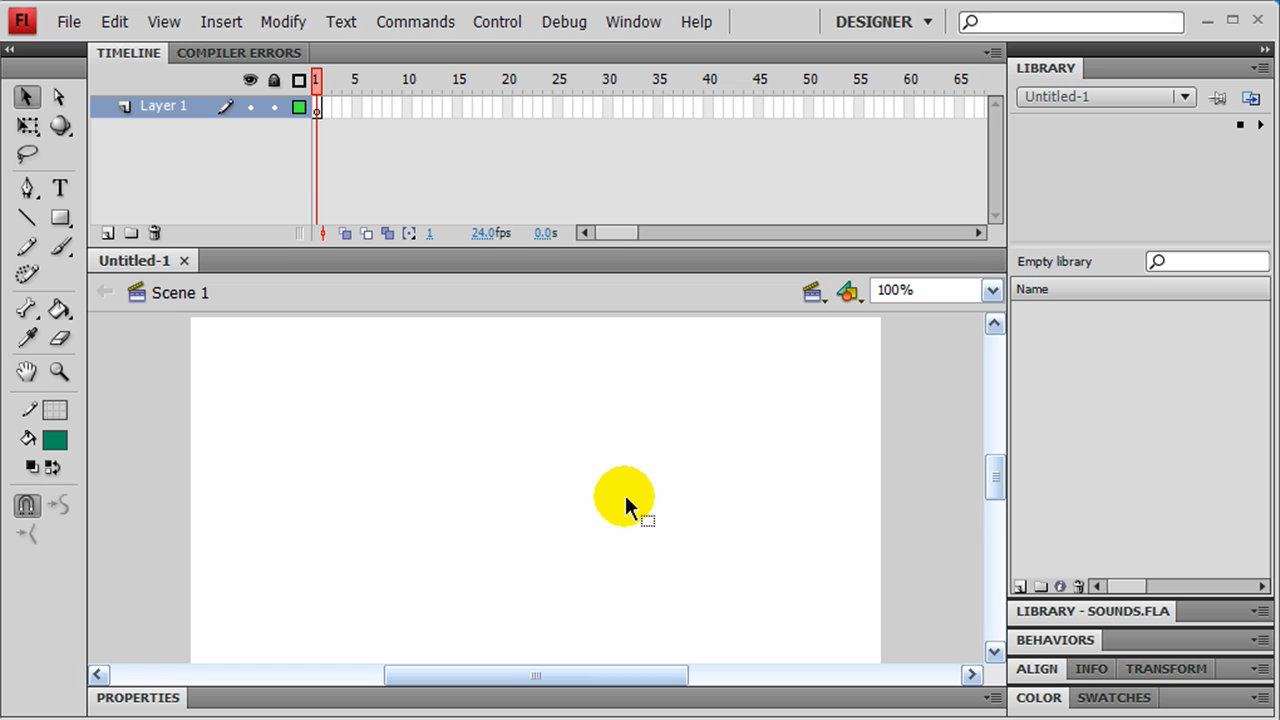 Fl File Edit View Insert Modify Text Commands Control Debug Window Help DESIGNER
TIMELINE COMPILER ERRORS
1 5 10 15 20 25 30 35 40 45 50 55 60 65
Layer 1
1 24.0fps 0.0s
Untitled-1
Scene 1
100%
T
LIBRARY
Untitled-1
Empty library
Name
LIBRARY - SOUNDS.FLA
BEHAVIORS
ALIGN INFO TRANSFORM
COLOR SWATCHES
PROPERTIES